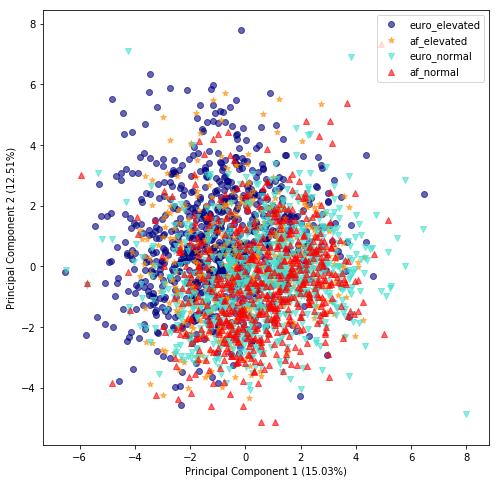 euro_elevated
af_elevated
euro_normal
af_normal
8
6
4
2
0
−2
−4
Principal Component 2 (12.51%)
−6 −4 −2 0 2 4 6 8
Principal Component 1 (15.03%)